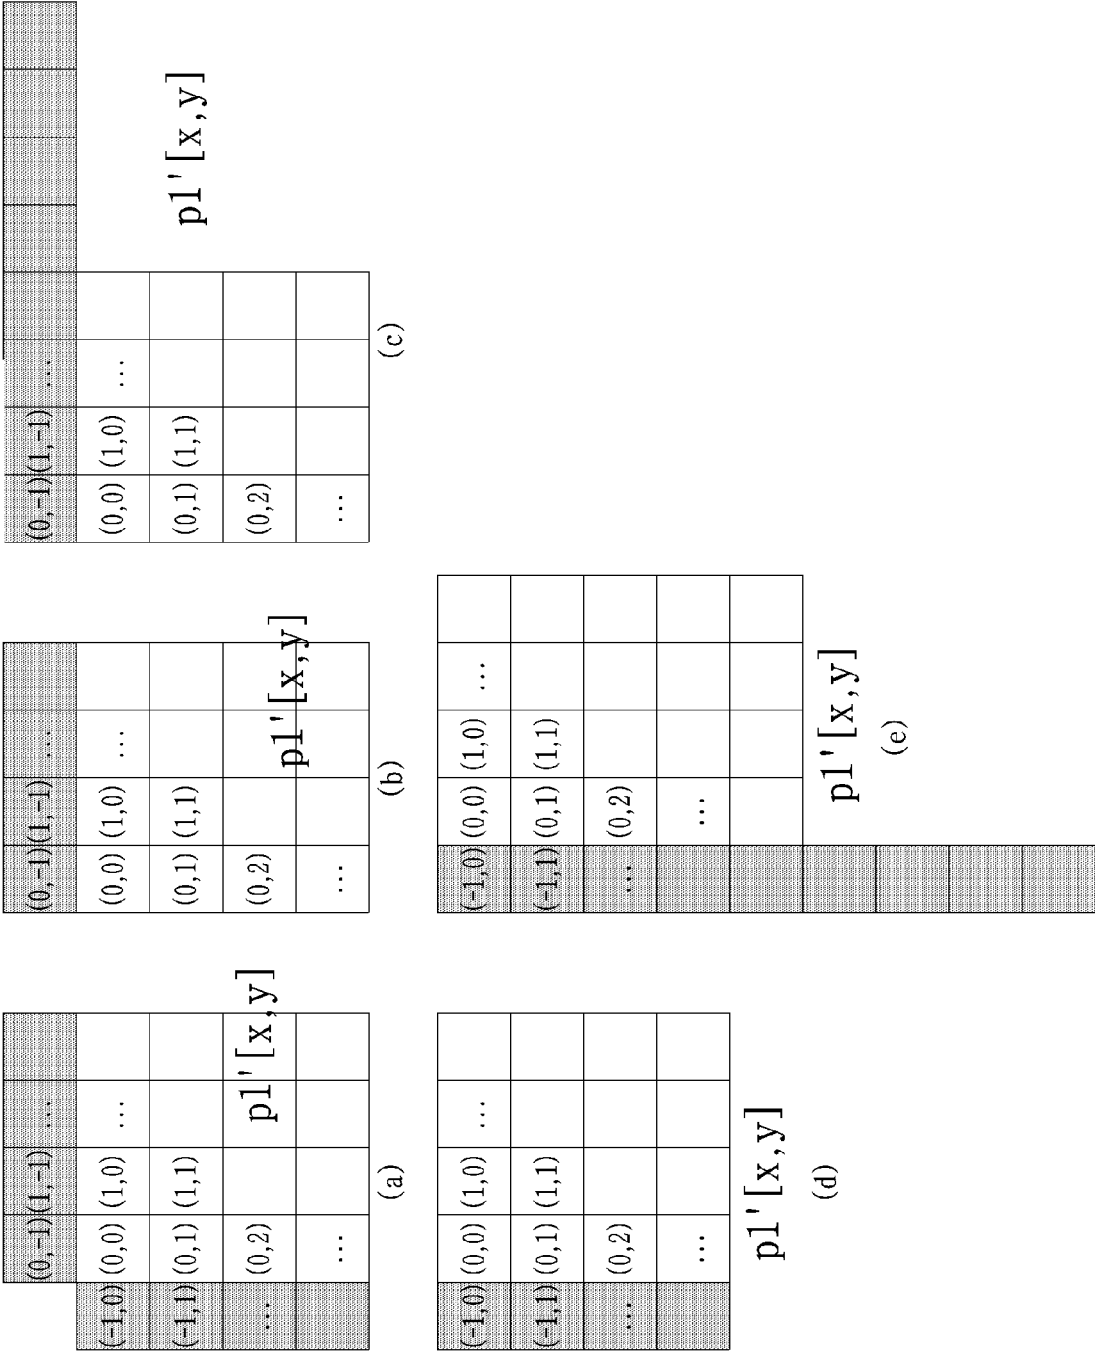 (0,-1)(1,-1) ...
(-1,0) (0,0) (1,0) ...
(-1,1) (0,1) (1,1)
... (0,2)
p1'[x,y]
...
(a)
(0,-1)(1,-1) ...
(0,0) (1,0) ...
(0,1) (1,1)
(0,2)
p1'[x,y]
...
(b)
(0,-1)(1,-1) ...
(0,0) (1,0) ...
(0,1) (1,1)
p1'[x,y]
(0,2)
...
(c)
(-1,0) (0,0) (1,0) ...
(-1,1) (0,1) (1,1)
... (0,2)
...
p1'[x,y]
(d)
(-1,0) (0,0) (1,0) ...
(-1,1) (0,1) (1,1)
... (0,2)
...
p1'[x,y]
(e)